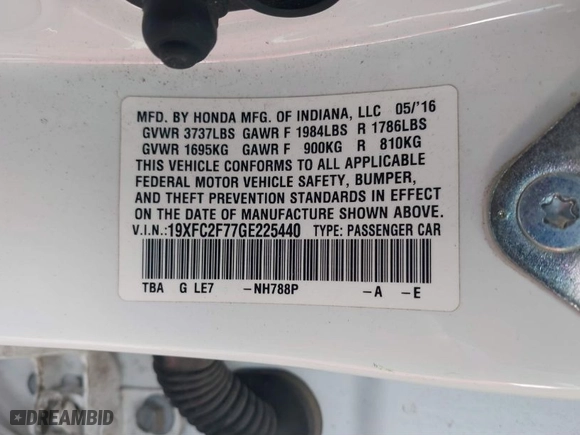 MFD. BY HONDA MFG. OF INDIANA, LLC 05/'16
GVWR 3737LBS GAWR F 1984LBS R 1786LBS
GVWR 1695KG GAWR F 900KG R 810KG
THIS VEHICLE CONFORMS TO ALL APPLICABLE
FEDERAL MOTOR VEHICLE SAFETY, BUMPER,
AND THEFT PREVENTION STANDARDS IN EFFECT
ON THE DATE OF MANUFACTURE SHOWN ABOVE.
V.I.N.:19XFC2F77GE225440 TYPE: PASSENGER CAR
TBA G LE7 -NH788P -A -E
DREAMBID